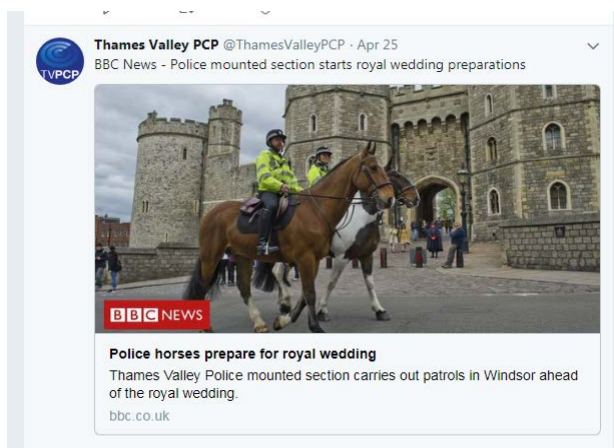 Thames Valley PCP @ThamesValleyPCP · Apr 25
TVPCP
BBC News - Police mounted section starts royal wedding preparations
BBC NEWS
Police horses prepare for royal wedding
Thames Valley Police mounted section carries out patrols in Windsor ahead
of the royal wedding.
bbc.co.uk